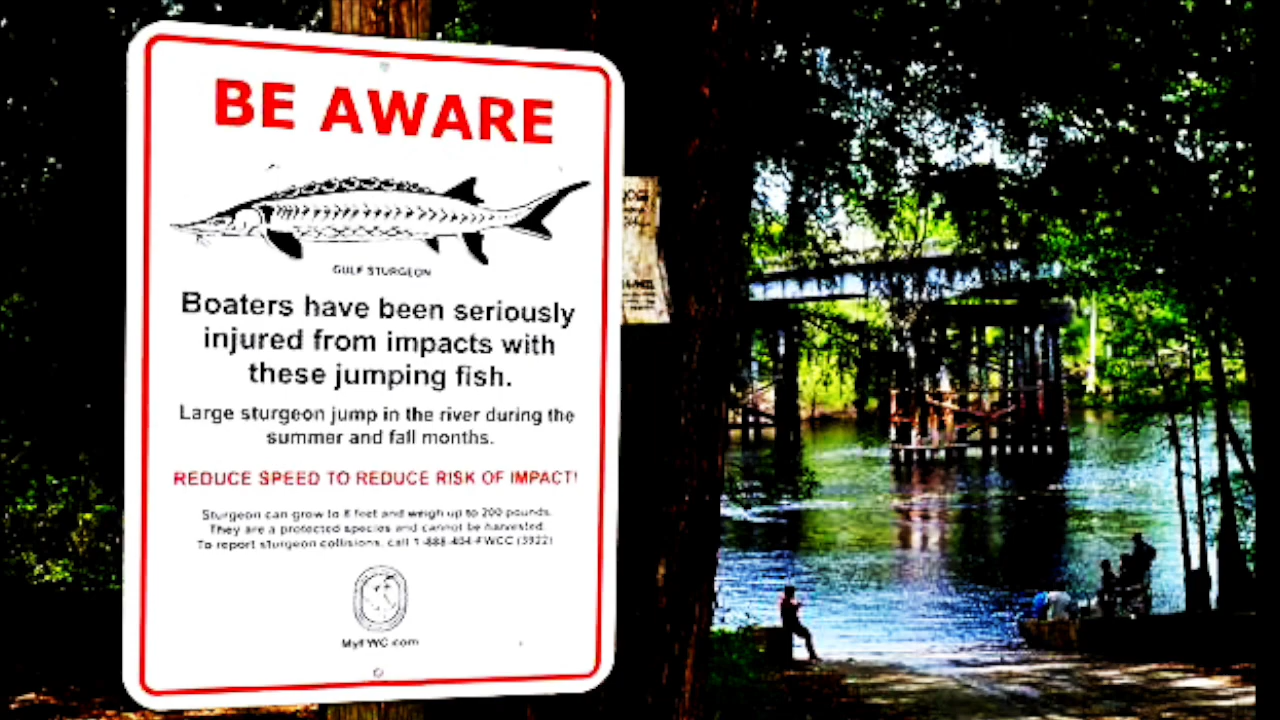 BE AWARE
GULF STURGEON
Boaters have been seriously
injured from impacts with
these jumping fish.
Large sturgeon jump in the river during the
summer and fall months.
REDUCE SPEED TO REDUCE RISK OF IMPACT!
Sturgeon can grow to 8 feet and weigh up to 200 pounds.
They are a protected species and cannot be harvested.
To report sturgeon collisions, call 1-888-404-FWCC (3922)
MyFWC.com